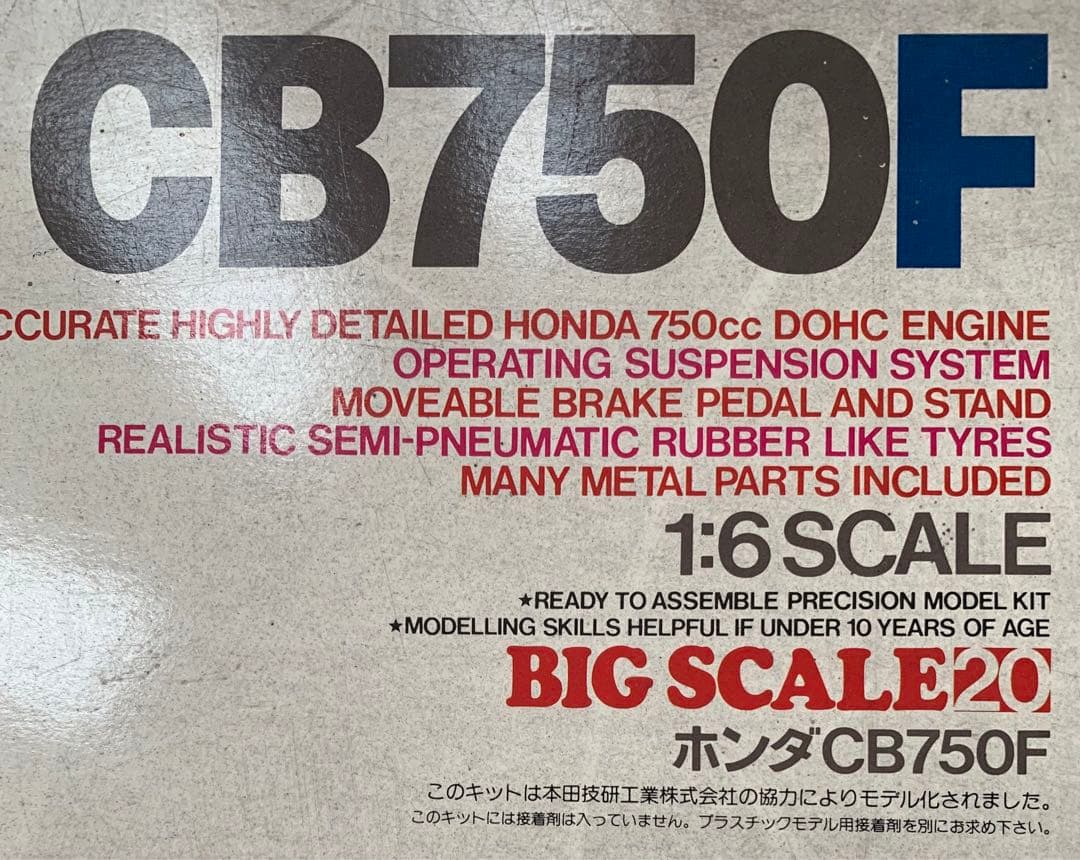 CB750F
CCURATE HIGHLY DETAILED HONDA 750cc DOHC ENGINE
OPERATING SUSPENSION SYSTEM
MOVEABLE BRAKE PEDAL AND STAND
REALISTIC SEMI-PNEUMATIC RUBBER LIKE TYRES
MANY METAL PARTS INCLUDED
1:6 SCALE
★READY TO ASSEMBLE PRECISION MODEL KIT
★MODELLING SKILLS HELPFUL IF UNDER 10 YEARS OF AGE
BIG SCALE 20
ホンダCB750F
このキットは本田技研工業株式会社の協力によりモデル化されました。
このキットには接着剤は入っていません。プラスチックモデル用接着剤を別にお求め下さい。